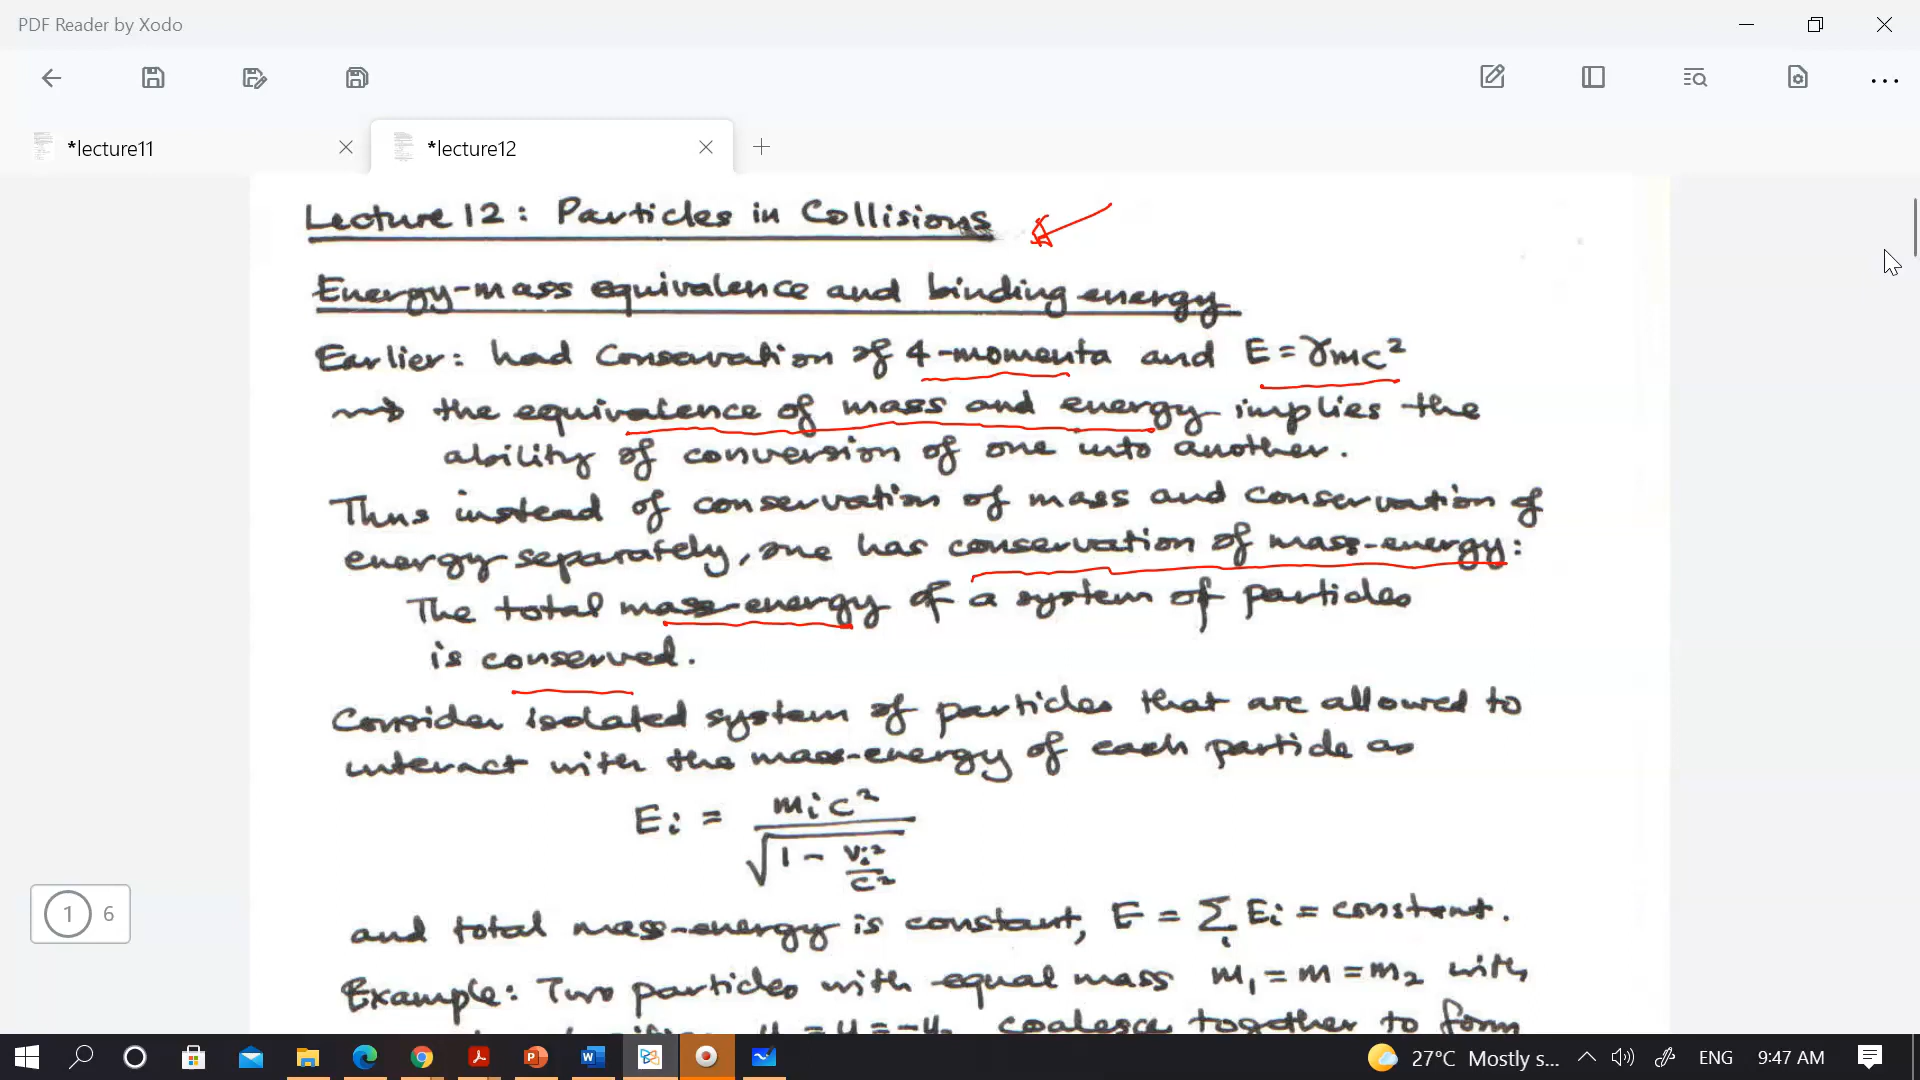 PDF Reader by Xodo
*lecture11
*lecture12
Lecture 12: Particles in Collisions
Energy-mass equivalence and binding energy
Earlier: had conservation of 4-momenta and E = γmc²
⇝ the equivalence of mass and energy implies the
ability of conversion of one into another.
Thus instead of conservation of mass and conservation of
energy separately, one has conservation of mass-energy:
The total mass-energy of a system of particles
is conserved.
Consider isolated system of particles that are allowed to
interact with the mass-energy of each particle as
Eᵢ = mᵢc² / √(1 - vᵢ²/c²)
and total mass-energy is constant, E = Σᵢ Eᵢ = constant.
Example: Two particles with equal mass m₁ = m = m₂ with
coalesce together to form
1 6
27°C Mostly s... ENG 9:47 AM